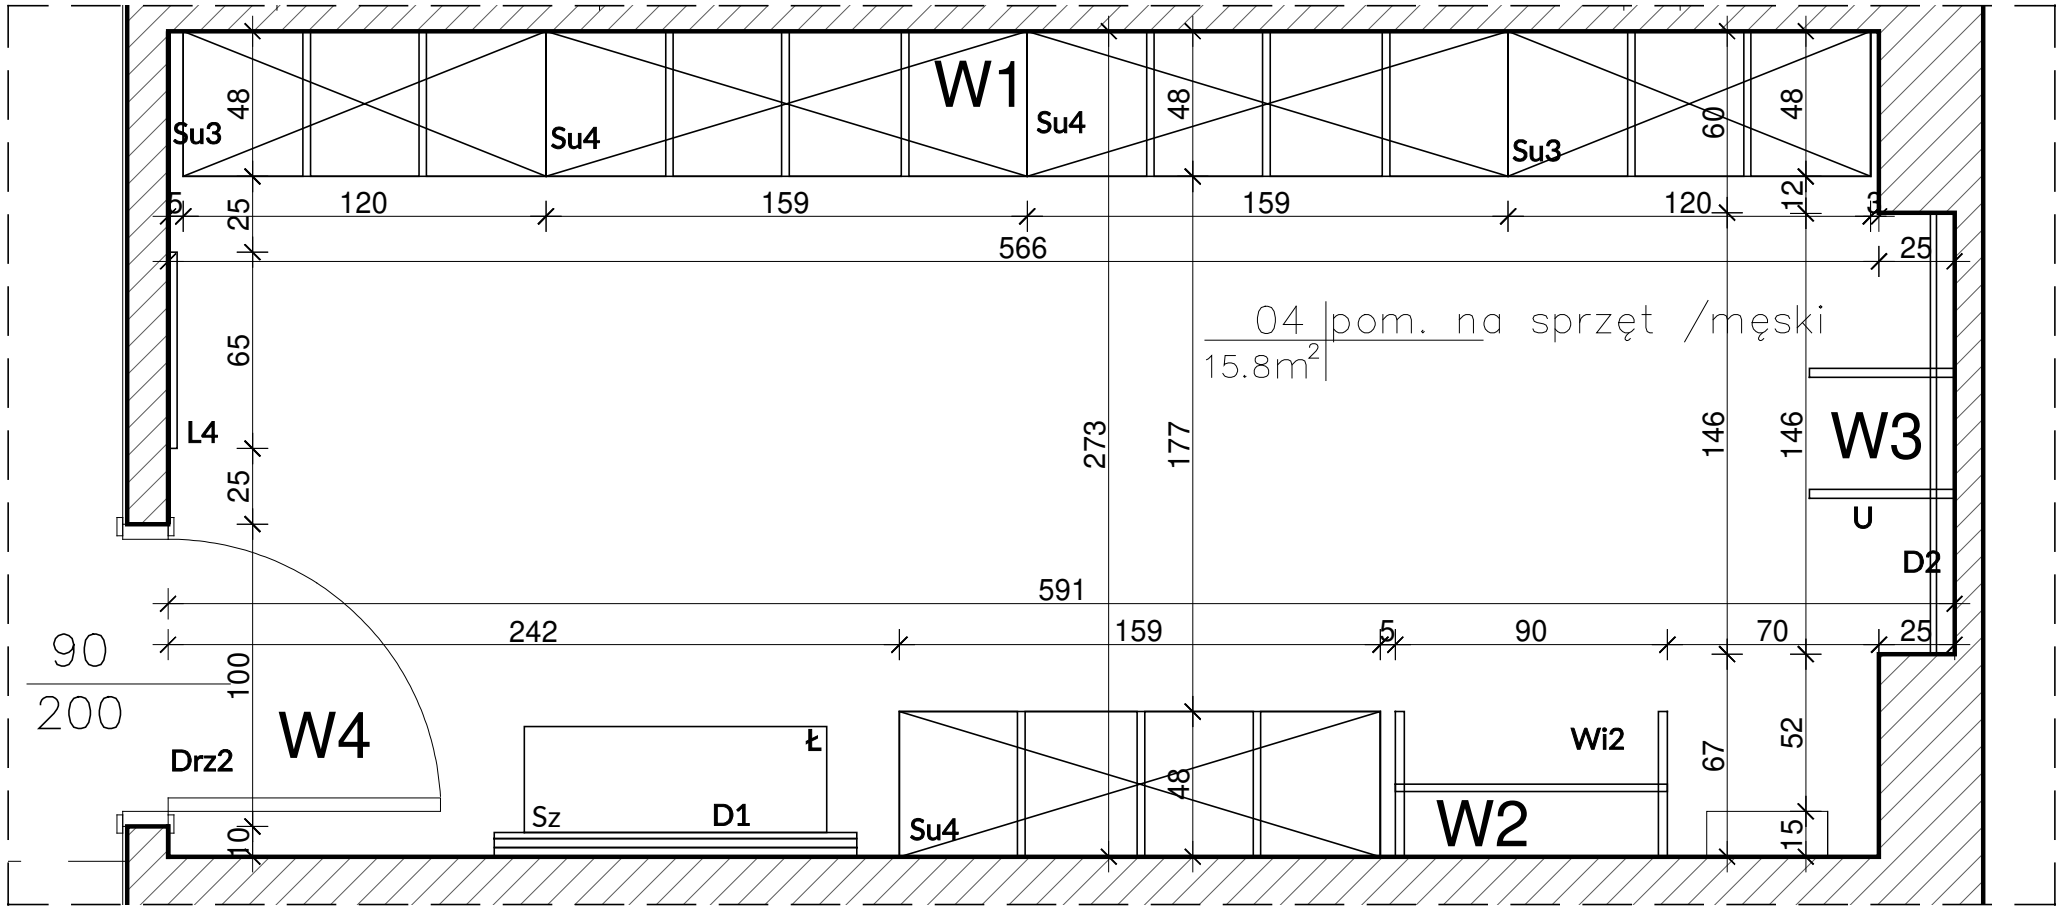 W1
48
48
60
48
Su3
Su4
Su4
Su3
5
120
25
159
159
120
12
3
566
25
04 pom. na sprzęt /męski
15.8m²
65
L4
273
177
146
146
W3
25
U
D2
591
242
159
5
90
70
25
90
200
100
W4
Drz2
Ł
Sz
D1
48
Su4
Wi2
W2
67
52
15
10